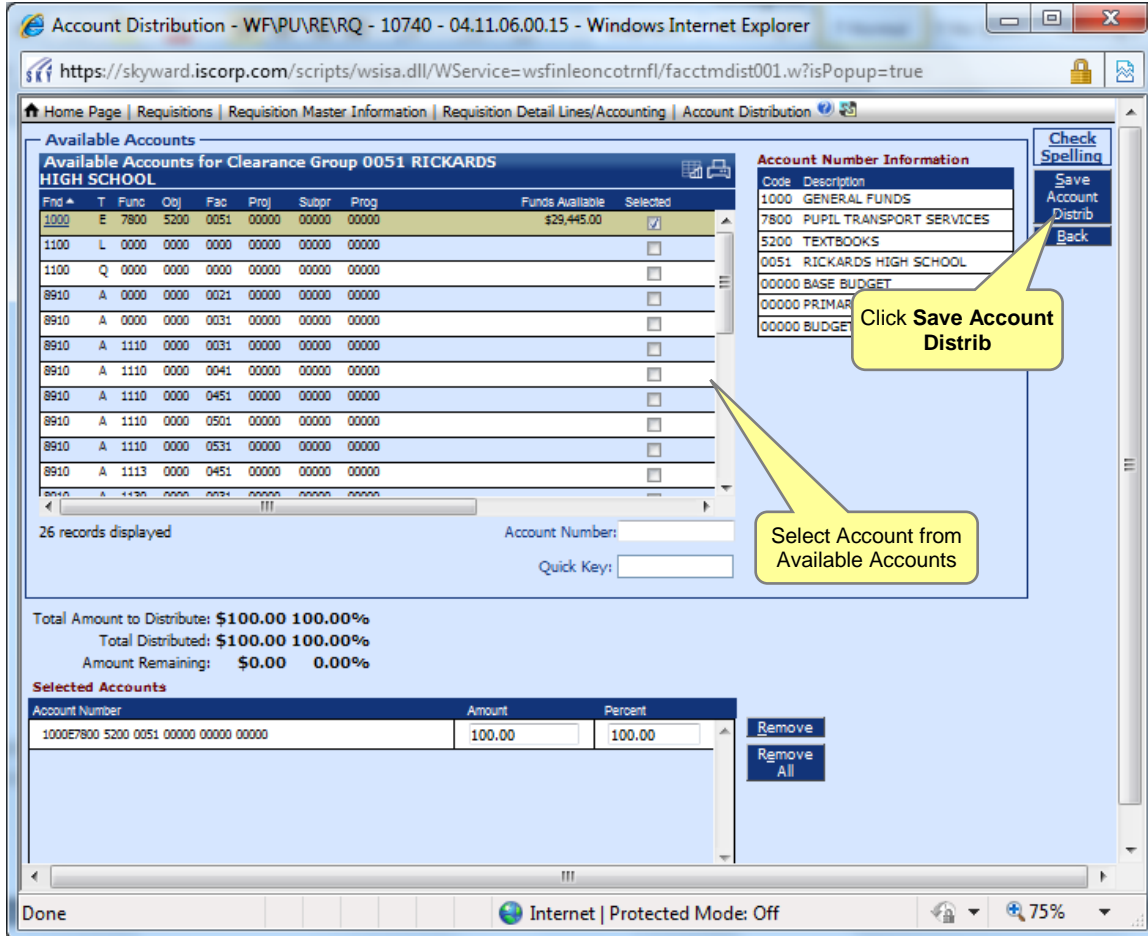 Account Distribution - WF\PU\RE\RQ - 10740 - 04.11.06.00.15 - Windows Internet Explorer
https://skyward.iscorp.com/scripts/wsisa.dll/WService=wsfinleoncotrnfl/facctmdist001.w?isPopup=true
Home Page | Requisitions | Requisition Master Information | Requisition Detail Lines/Accounting | Account Distribution
Available Accounts
Available Accounts for Clearance Group 0051 RICKARDS
HIGH SCHOOL
Fnd T Func Obj Fac Proj Subpr Prog Funds Available Selected
1000 E 7800 5200 0051 00000 00000 00000 $29,445.00
1100 L 0000 0000 0000 00000 00000 00000
1100 Q 0000 0000 0000 00000 00000 00000
8910 A 0000 0000 0021 00000 00000 00000
8910 A 0000 0000 0031 00000 00000 00000
8910 A 1110 0000 0031 00000 00000 00000
8910 A 1110 0000 0041 00000 00000 00000
8910 A 1110 0000 0451 00000 00000 00000
8910 A 1110 0000 0501 00000 00000 00000
8910 A 1110 0000 0531 00000 00000 00000
8910 A 1113 0000 0451 00000 00000 00000
26 records displayed
Account Number:
Quick Key:
Account Number Information
Code Description
1000 GENERAL FUNDS
7800 PUPIL TRANSPORT SERVICES
5200 TEXTBOOKS
0051 RICKARDS HIGH SCHOOL
00000 BASE BUDGET
00000
00000
Check
Spelling
Save
Account
Distrib
Back
Click Save Account
Distrib
Select Account from
Available Accounts
Total Amount to Distribute: $100.00 100.00%
Total Distributed: $100.00 100.00%
Amount Remaining: $0.00 0.00%
Selected Accounts
Account Number Amount Percent
1000E7800 5200 0051 00000 00000 00000 100.00 100.00
Remove
Remove
All
Done
Internet | Protected Mode: Off
75%